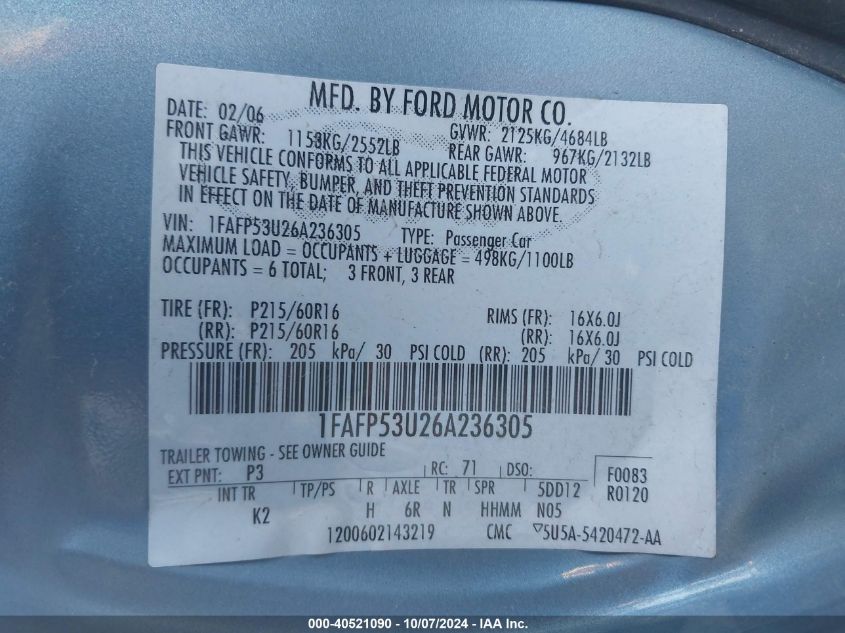 MFD. BY FORD MOTOR CO.
DATE: 02/06 GVWR: 2125KG/4684LB
FRONT GAWR: 1153KG/2552LB REAR GAWR: 967KG/2132LB
THIS VEHICLE CONFORMS TO ALL APPLICABLE FEDERAL MOTOR
VEHICLE SAFETY, BUMPER, AND THEFT PREVENTION STANDARDS
IN EFFECT ON THE DATE OF MANUFACTURE SHOWN ABOVE.
VIN: 1FAFP53U26A236305 TYPE: Passenger Car
MAXIMUM LOAD = OCCUPANTS + LUGGAGE = 498KG/1100LB
OCCUPANTS = 6 TOTAL; 3 FRONT, 3 REAR
TIRE (FR): P215/60R16 RIMS (FR): 16X6.0J
(RR): P215/60R16 (RR): 16X6.0J
PRESSURE (FR): 205 kPa/ 30 PSI COLD (RR): 205 kPa/ 30 PSI COLD
1FAFP53U26A236305
TRAILER TOWING - SEE OWNER GUIDE
EXT PNT: P3 RC: 71 DSO: F0083
INT TR TP/PS R AXLE TR SPR 5DD12 R0120
K2 H 6R N HHMM N05
1200602143219 CMC ▽5U5A-5420472-AA
000-40521090 - 10/07/2024 - IAA Inc.